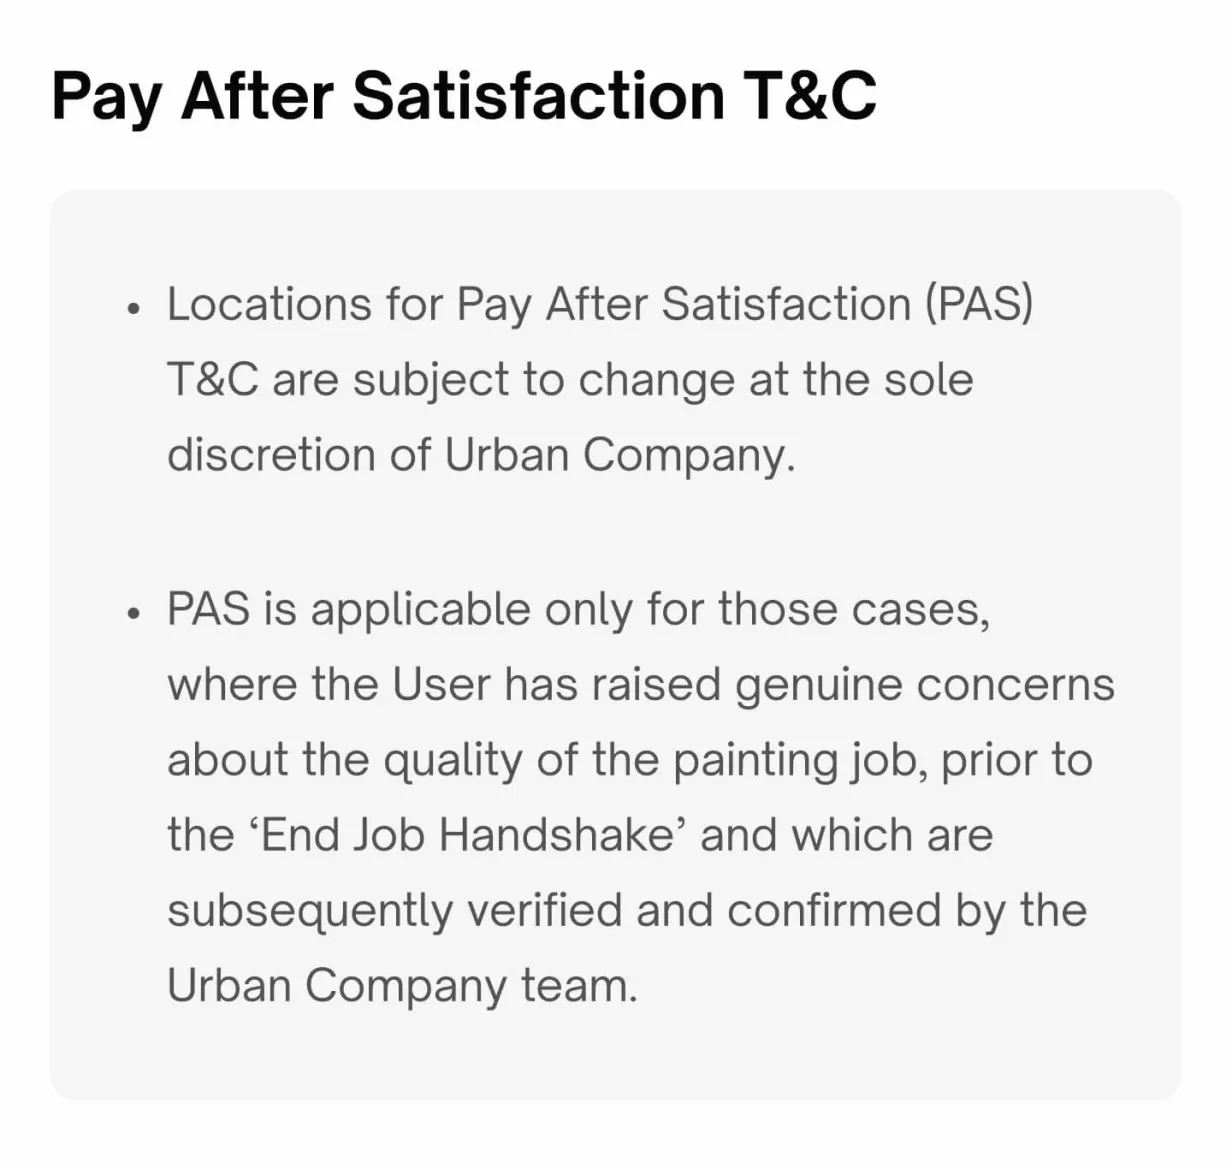 Pay After Satisfaction T&C
• Locations for Pay After Satisfaction (PAS)
T&C are subject to change at the sole
discretion of Urban Company.
• PAS is applicable only for those cases,
where the User has raised genuine concerns
about the quality of the painting job, prior to
the ‘End Job Handshake’ and which are
subsequently verified and confirmed by the
Urban Company team.